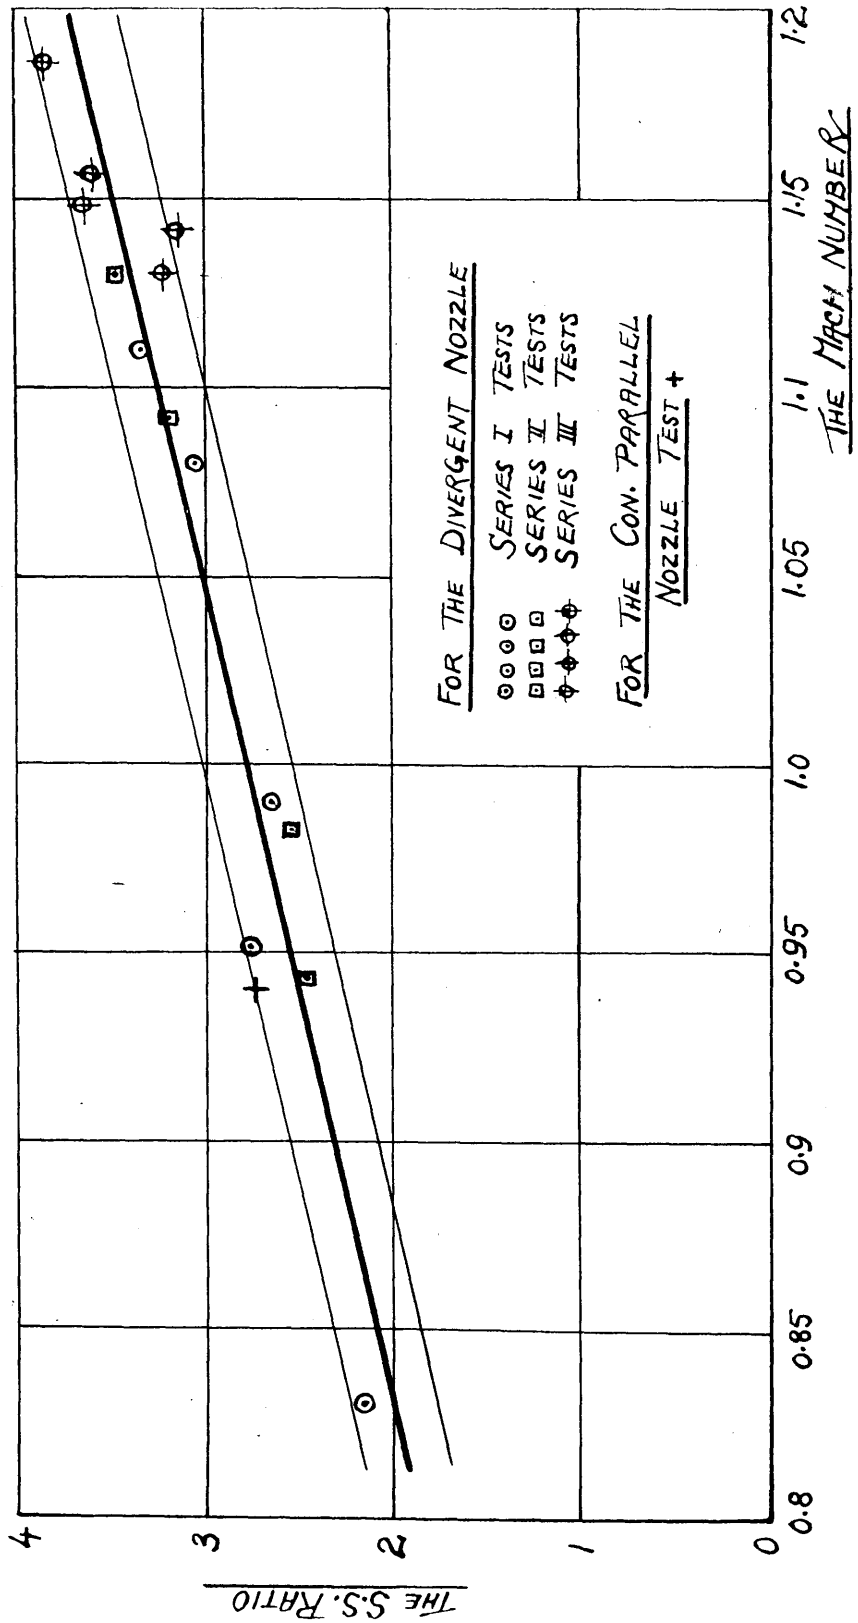 THE S.S. RATIO
4
3
2
1
0
0.8
0.85
0.9
0.95
1.0
1.05
1.1
1.15
1.2
THE MACH NUMBER
FOR THE DIVERGENT NOZZLE
SERIES I TESTS
SERIES II TESTS
SERIES III TESTS
FOR THE CON. PARALLEL
NOZZLE TEST +